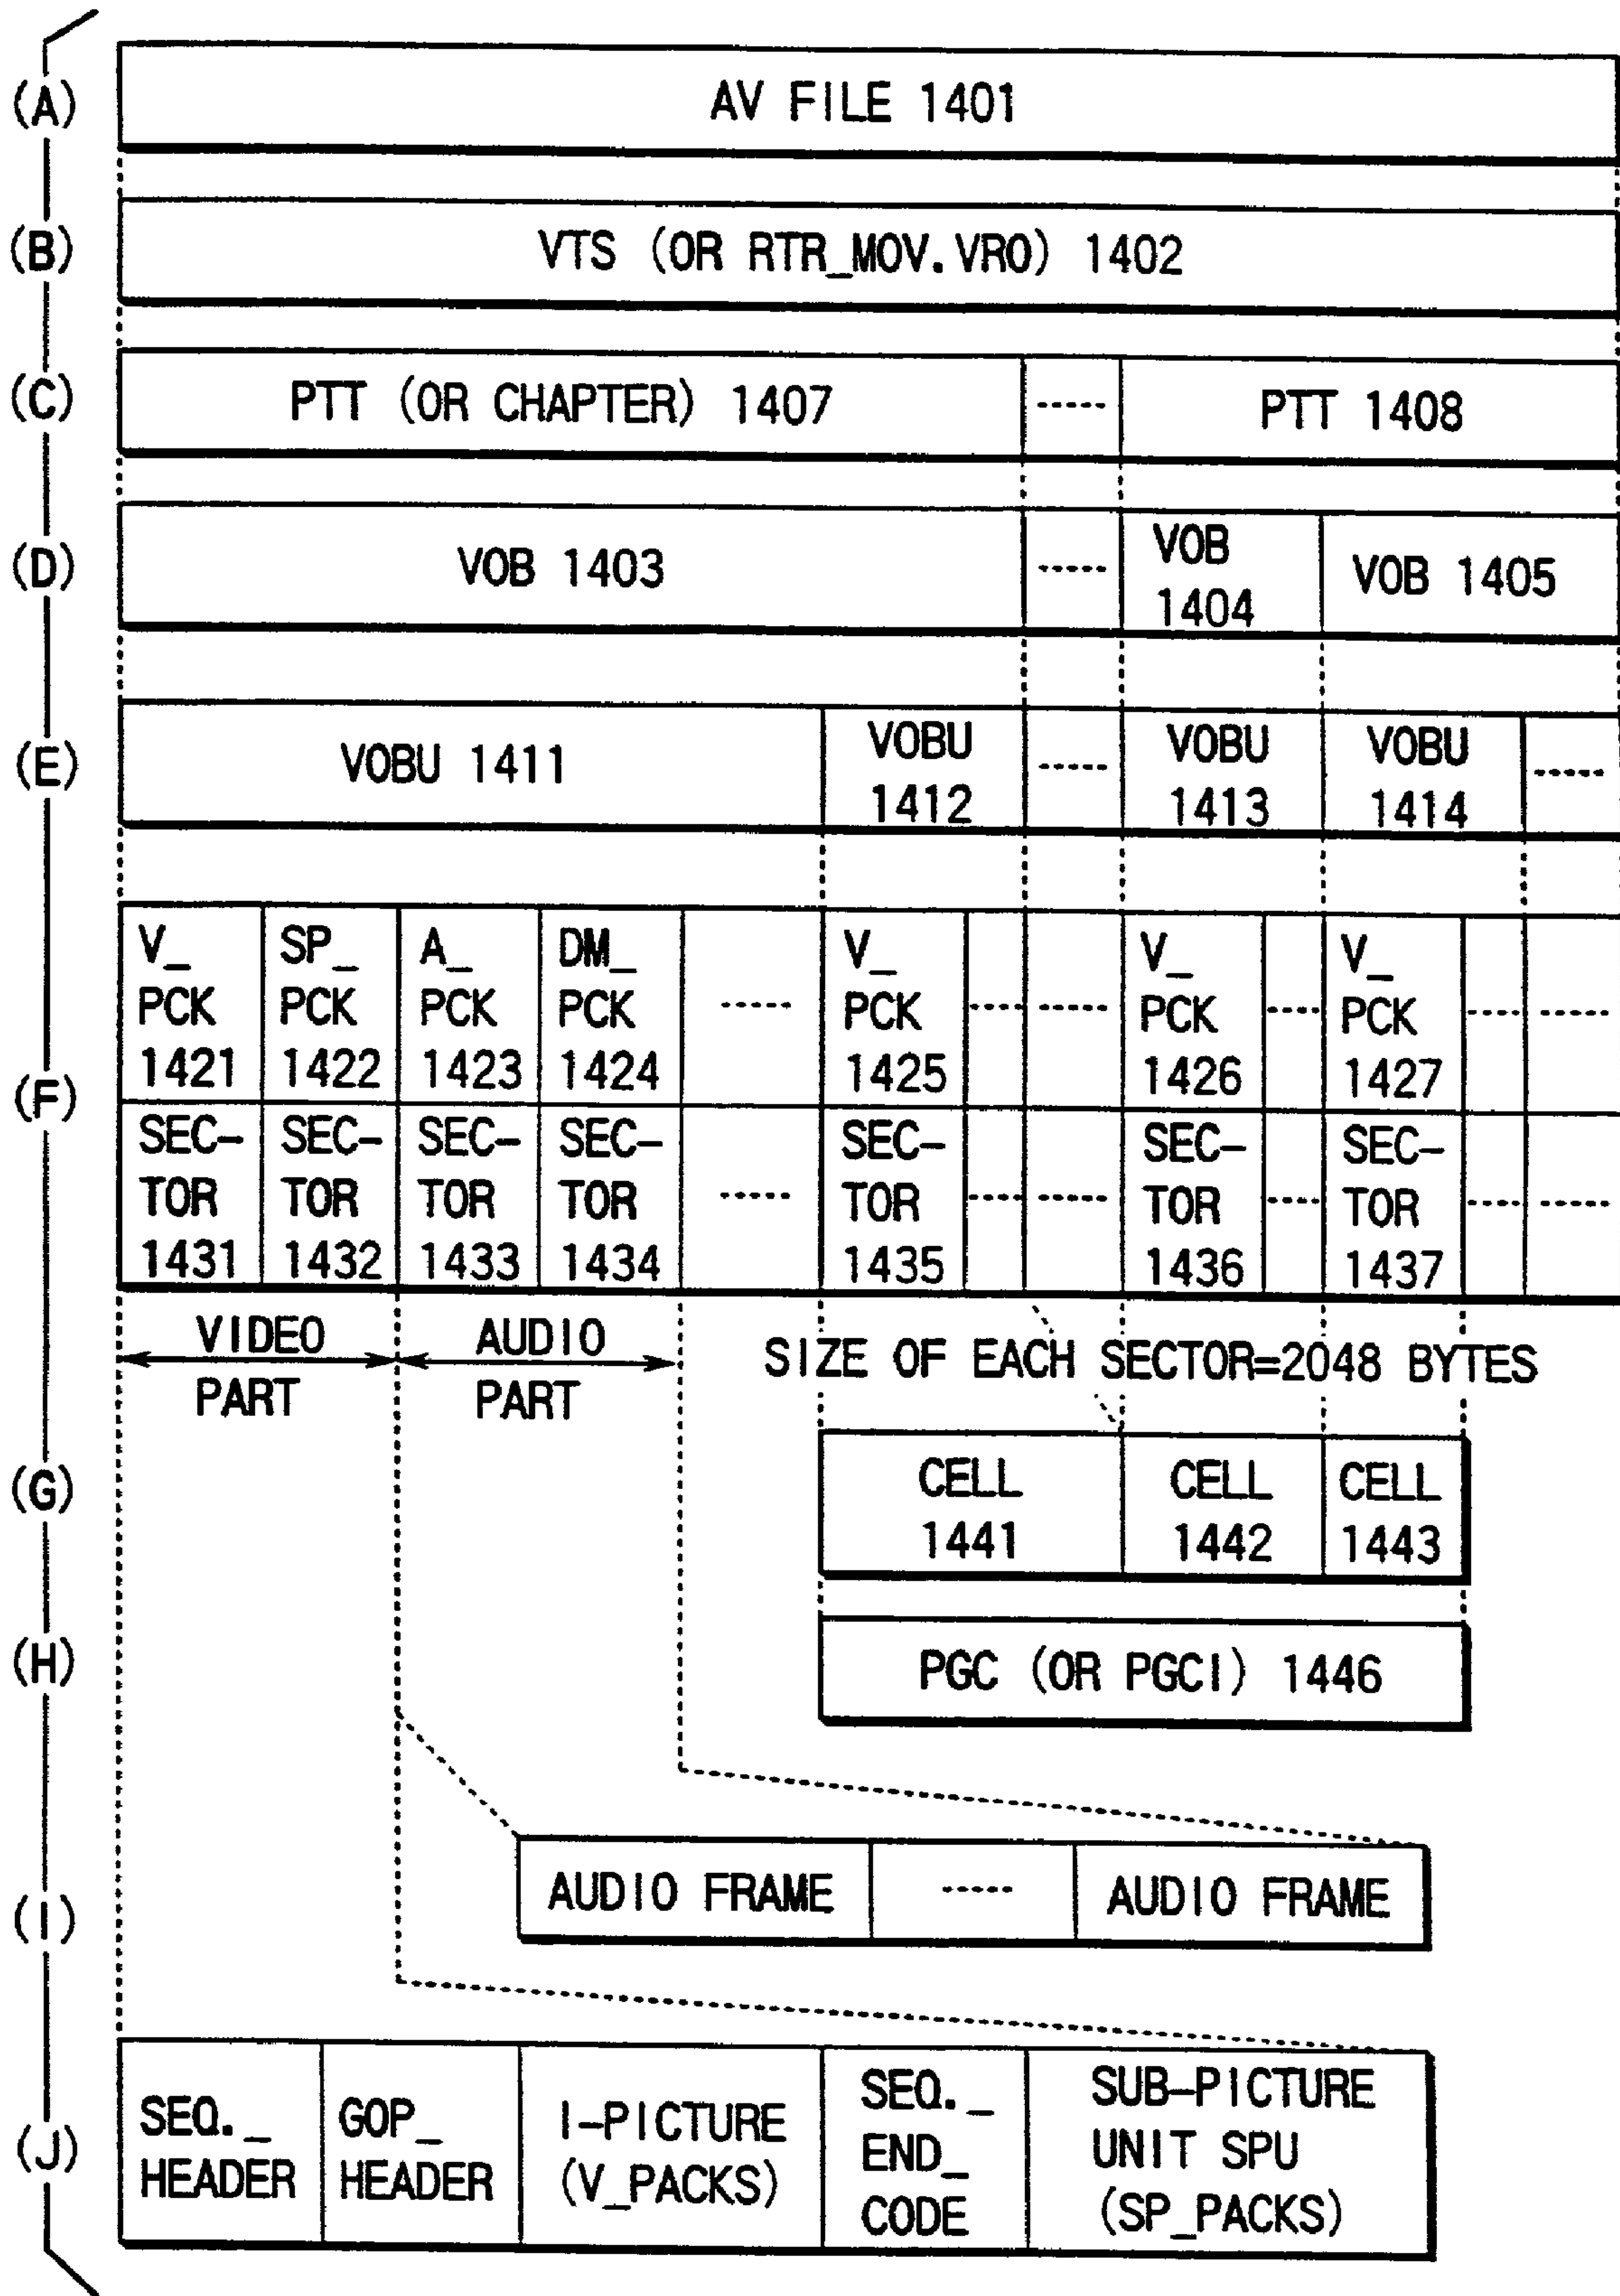 (A)
AV FILE 1401
(B)
VTS (OR RTR_MOV.VRO) 1402
(C)
PTT (OR CHAPTER) 1407
-----
PTT 1408
(D)
VOB 1403
-----
VOB
1404
VOB 1405
(E)
VOBU 1411
VOBU
1412
-----
VOBU
1413
VOBU
1414
-----
(F)
V_
PCK
1421
SP_
PCK
1422
A_
PCK
1423
DM_
PCK
1424
-----
V_
PCK
1425
-----
-----
V_
PCK
1426
-----
V_
PCK
1427
-----
-----
SEC-
TOR
1431
SEC-
TOR
1432
SEC-
TOR
1433
SEC-
TOR
1434
-----
SEC-
TOR
1435
-----
-----
SEC-
TOR
1436
-----
SEC-
TOR
1437
-----
-----
VIDEO
PART
AUDIO
PART
SIZE OF EACH SECTOR=2048 BYTES
(G)
CELL
1441
CELL
1442
CELL
1443
(H)
PGC (OR PGCI) 1446
(I)
AUDIO FRAME
-----
AUDIO FRAME
(J)
SEQ._
HEADER
GOP_
HEADER
I-PICTURE
(V_PACKS)
SEQ._
END_
CODE
SUB-PICTURE
UNIT SPU
(SP_PACKS)